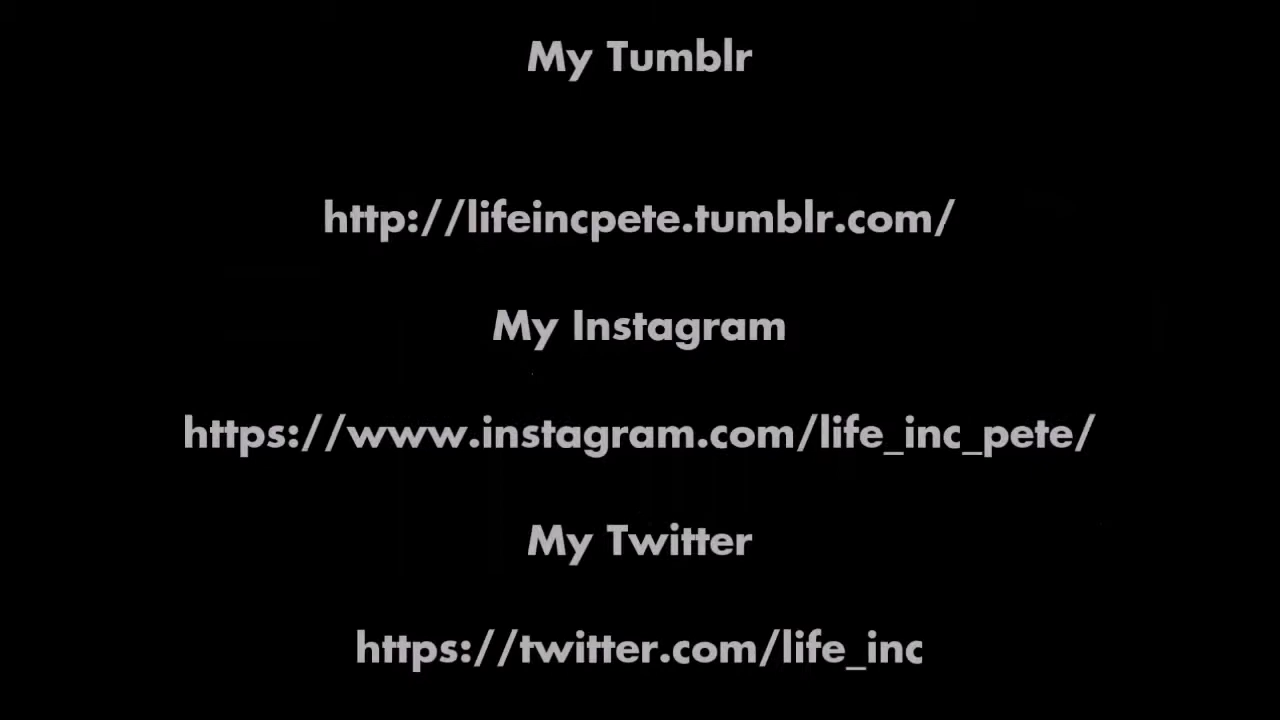 My Tumblr
http://lifeincpete.tumblr.com/
My Instagram
https://www.instagram.com/life_inc_pete/
My Twitter
https://twitter.com/life_inc